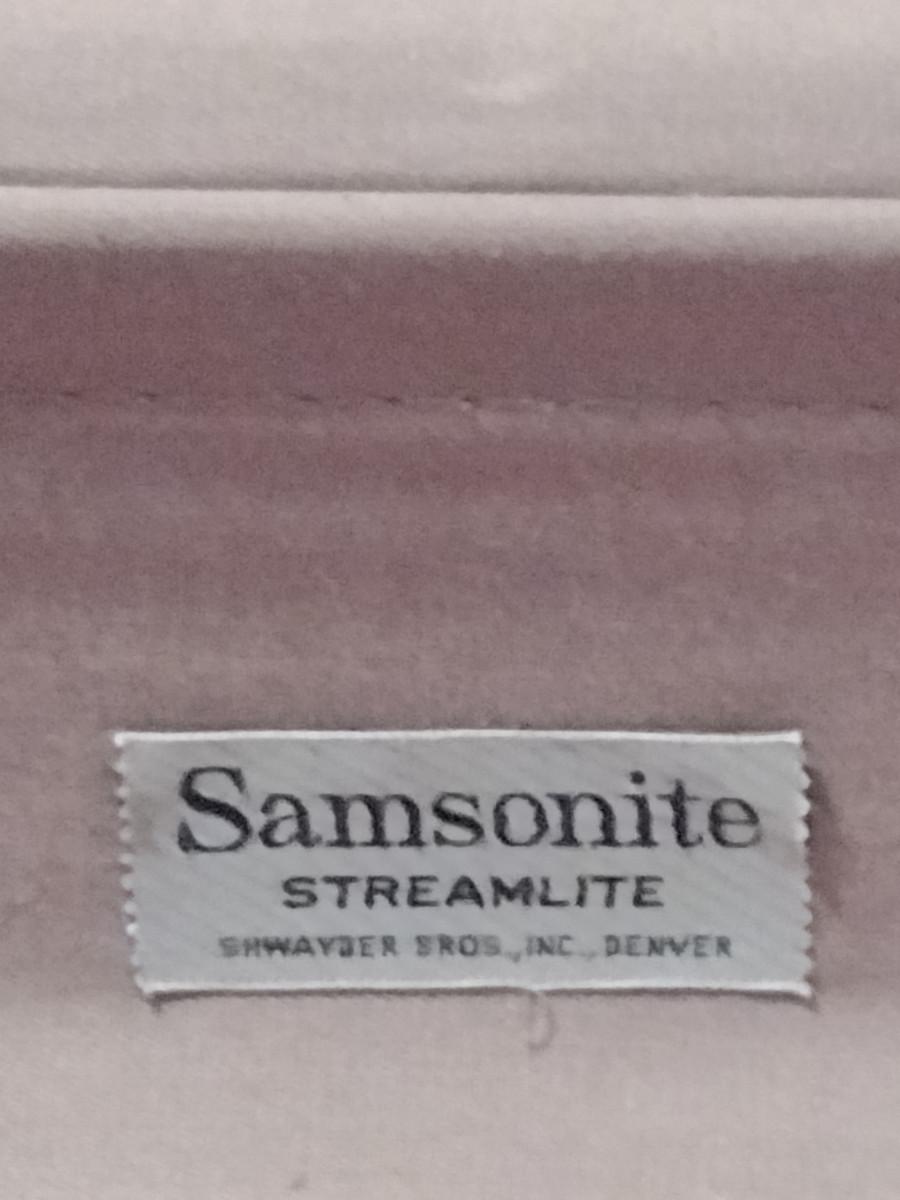 Samsonite
STREAMLITE
SHWAYDER BROS., INC., DENVER